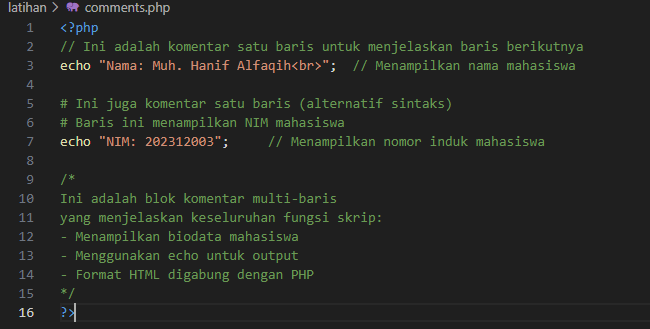 latihan > comments.php
1 <?php
2 // Ini adalah komentar satu baris untuk menjelaskan baris berikutnya
3 echo "Nama: Muh. Hanif Alfaqih<br>";  // Menampilkan nama mahasiswa
4
5 # Ini juga komentar satu baris (alternatif sintaks)
6 # Baris ini menampilkan NIM mahasiswa
7 echo "NIM: 202312003";     // Menampilkan nomor induk mahasiswa
8
9 /*
10 Ini adalah blok komentar multi-baris
11 yang menjelaskan keseluruhan fungsi skrip:
12 - Menampilkan biodata mahasiswa
13 - Menggunakan echo untuk output
14 - Format HTML digabung dengan PHP
15 */
16 ?>